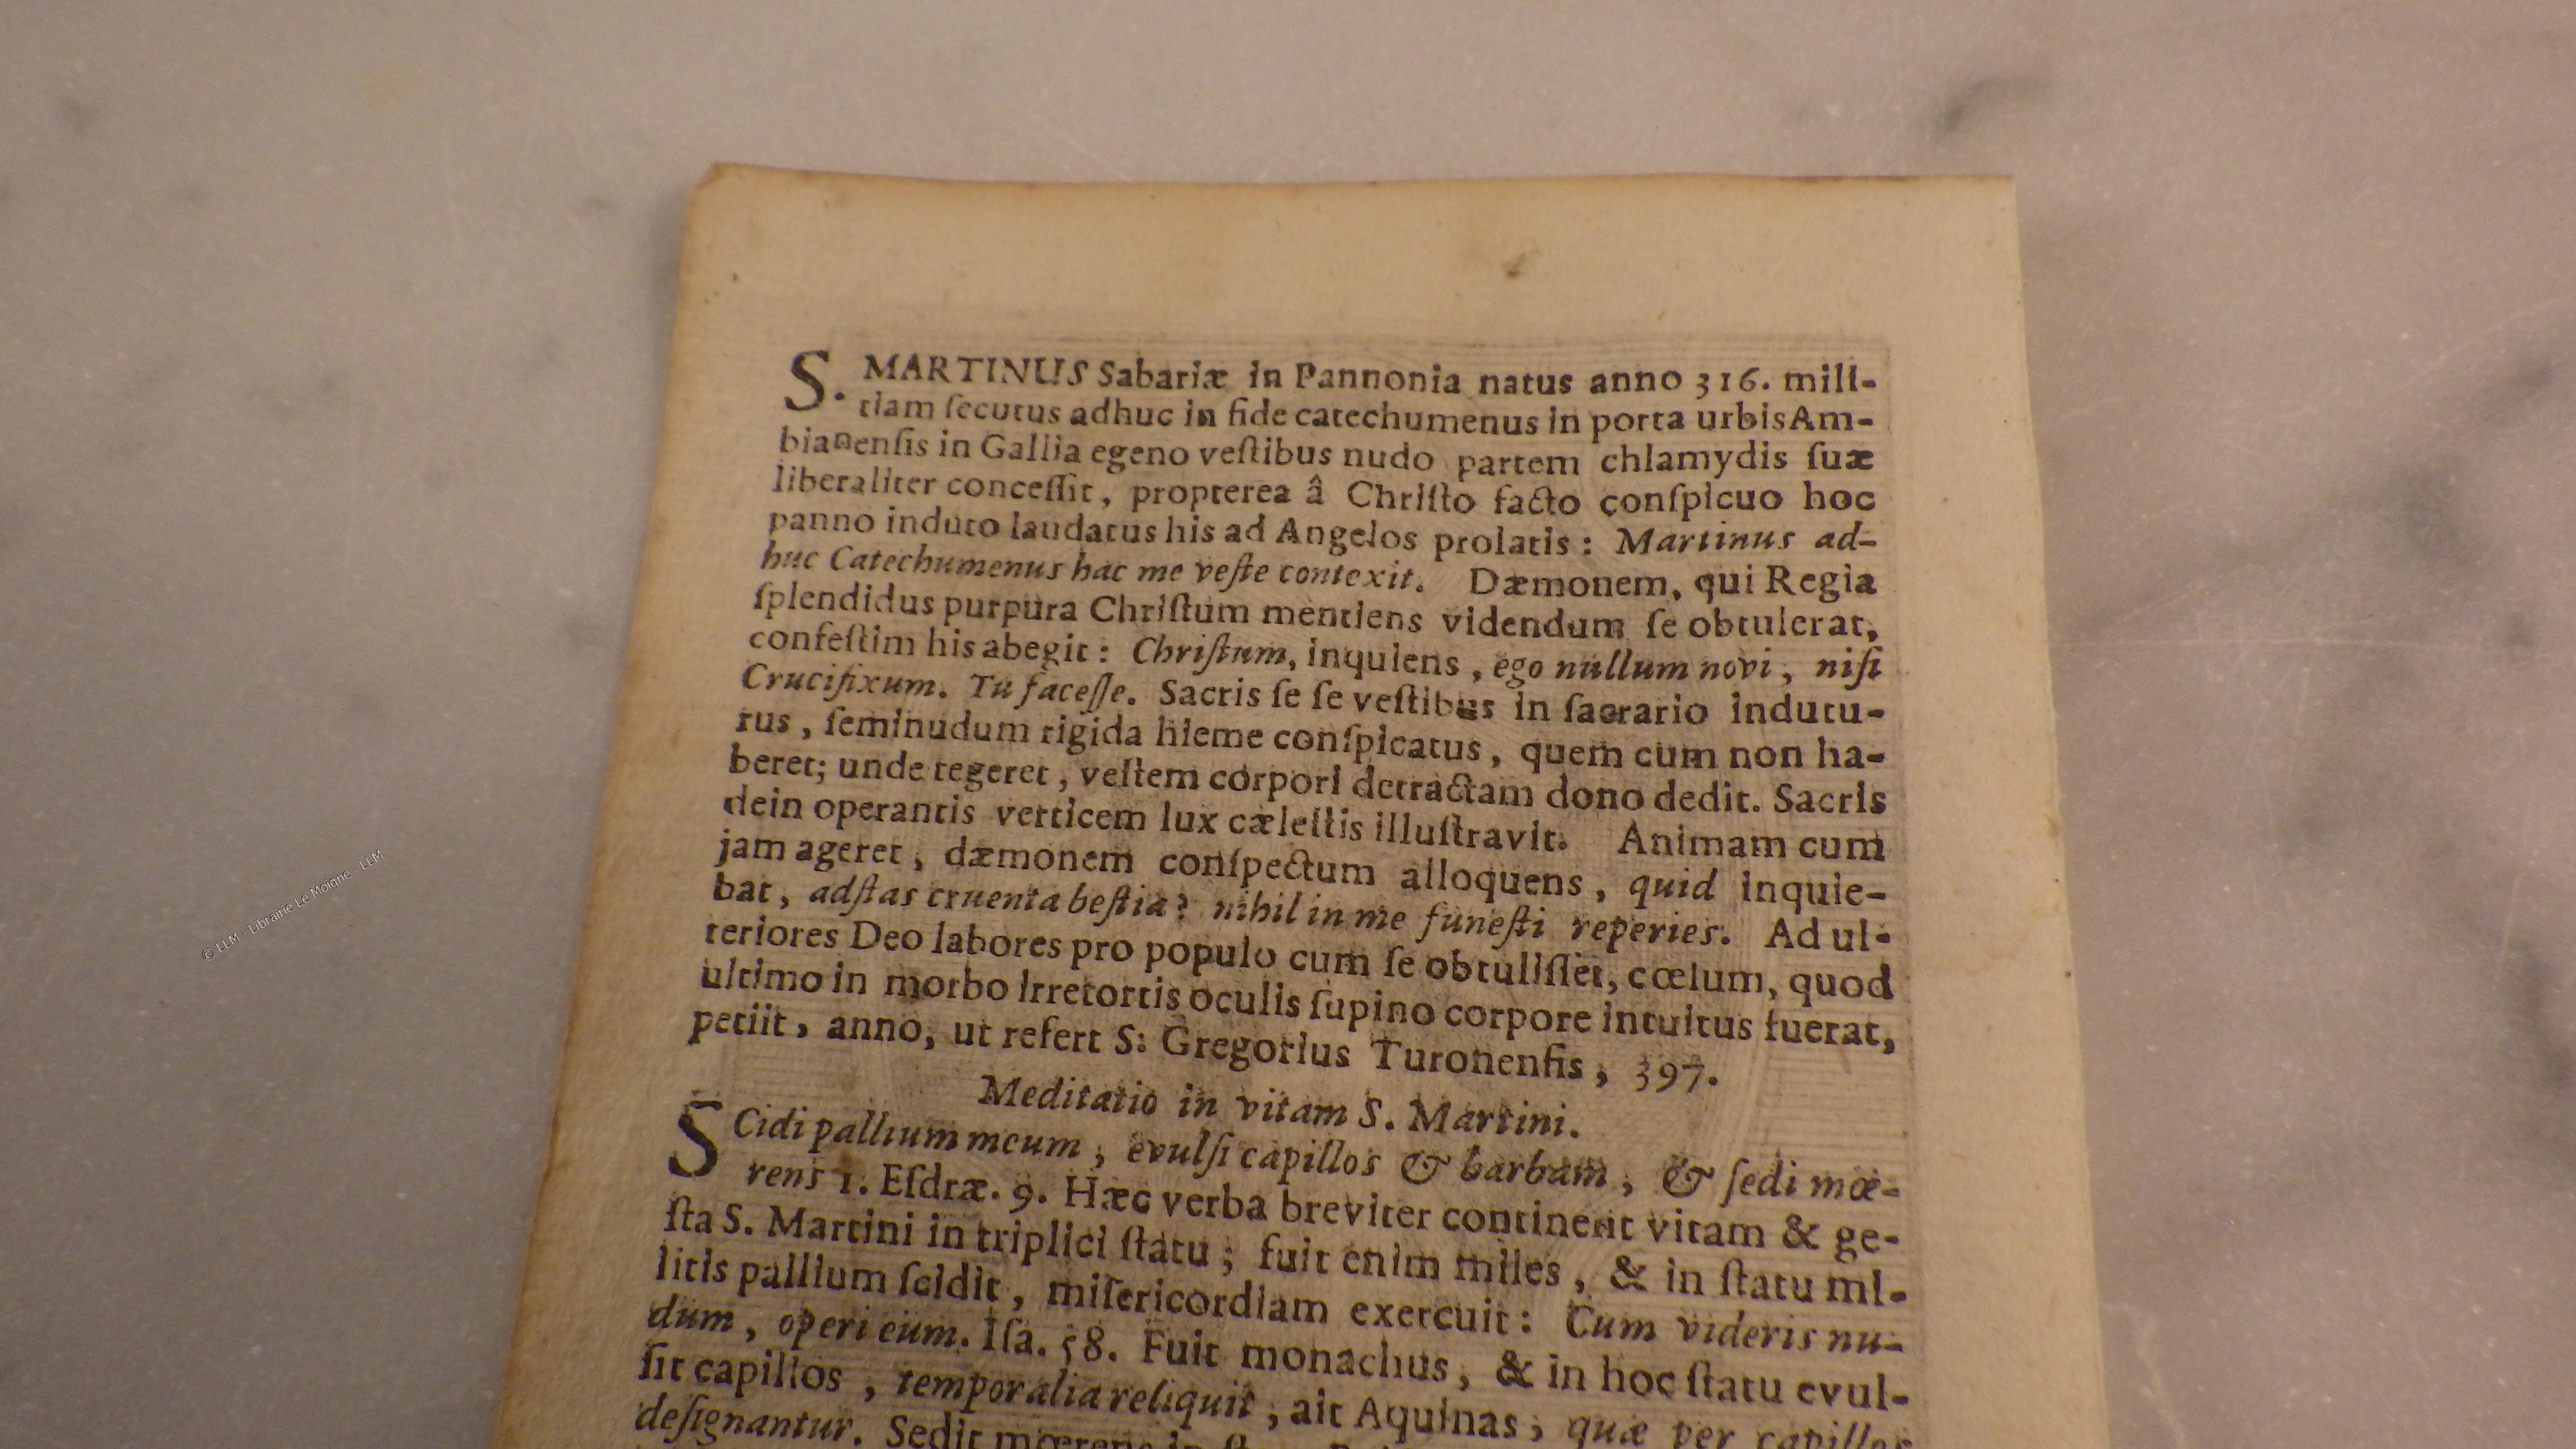 S. MARTINUS Sabariæ in Pannonia natus anno 316. mili-
tiam ſecutus adhuc in fide catechumenus in porta urbis Am-
bianenſis in Gallia egeno veſtibus nudo partem chlamydis ſuæ
liberaliter conceſſit, propterea â Chriſto facto conſpicuo hoc
panno induto laudatus his ad Angelos prolatis: Martinus ad-
huc Catechumenus hac me veſte contexit. Dæmonem, qui Regia
ſplendidus purpura Chriſtum mentiens videndum ſe obtulerat,
confeſtim his abegit: Chriſtum, inquiens, ego nullum novi, niſi
Crucifixum. Tu faceſſe. Sacris ſe ſe veſtibus in ſacrario indutu-
rus, ſeminudum rigida hieme conſpicatus, quem cum non ha-
beret; unde tegeret, veſtem corpori detractam dono dedit. Sacris
dein operantis verticem lux cæleſtis illuſtravit. Animam cum
jam ageret, dæmonem conſpectum alloquens, quid inquie-
bat, adſtas cruenta beſtia? nihil in me funeſti reperies. Ad ul-
teriores Deo labores pro populo cum ſe obtuliſſet, cœlum, quod
ultimo in morbo irretortis oculis ſupino corpore intuitus fuerat,
petiit, anno, ut refert S. Gregorius Turonenſis, 397.
Meditatio in vitam S. Martini.
SCidi pallium meum, evulſi capillos & barbam, & ſedi mœ-
rens 1. Eſdræ. 9. Hæc verba breviter continent vitam & ge-
ſta S. Martini in triplici ſtatu; fuit enim miles, & in ſtatu mi-
litis pallium ſcidit, miſericordiam exercuit: Cum videris nu-
dum, operi eum. Iſa. 58. Fuit monachus, & in hoc ſtatu evul-
ſit capillos, temporalia reliquit, ait Aquinas, quæ per capillos
deſignantur. Sedit mœrens in
© LLM - Librairie Le Moigne - LLM